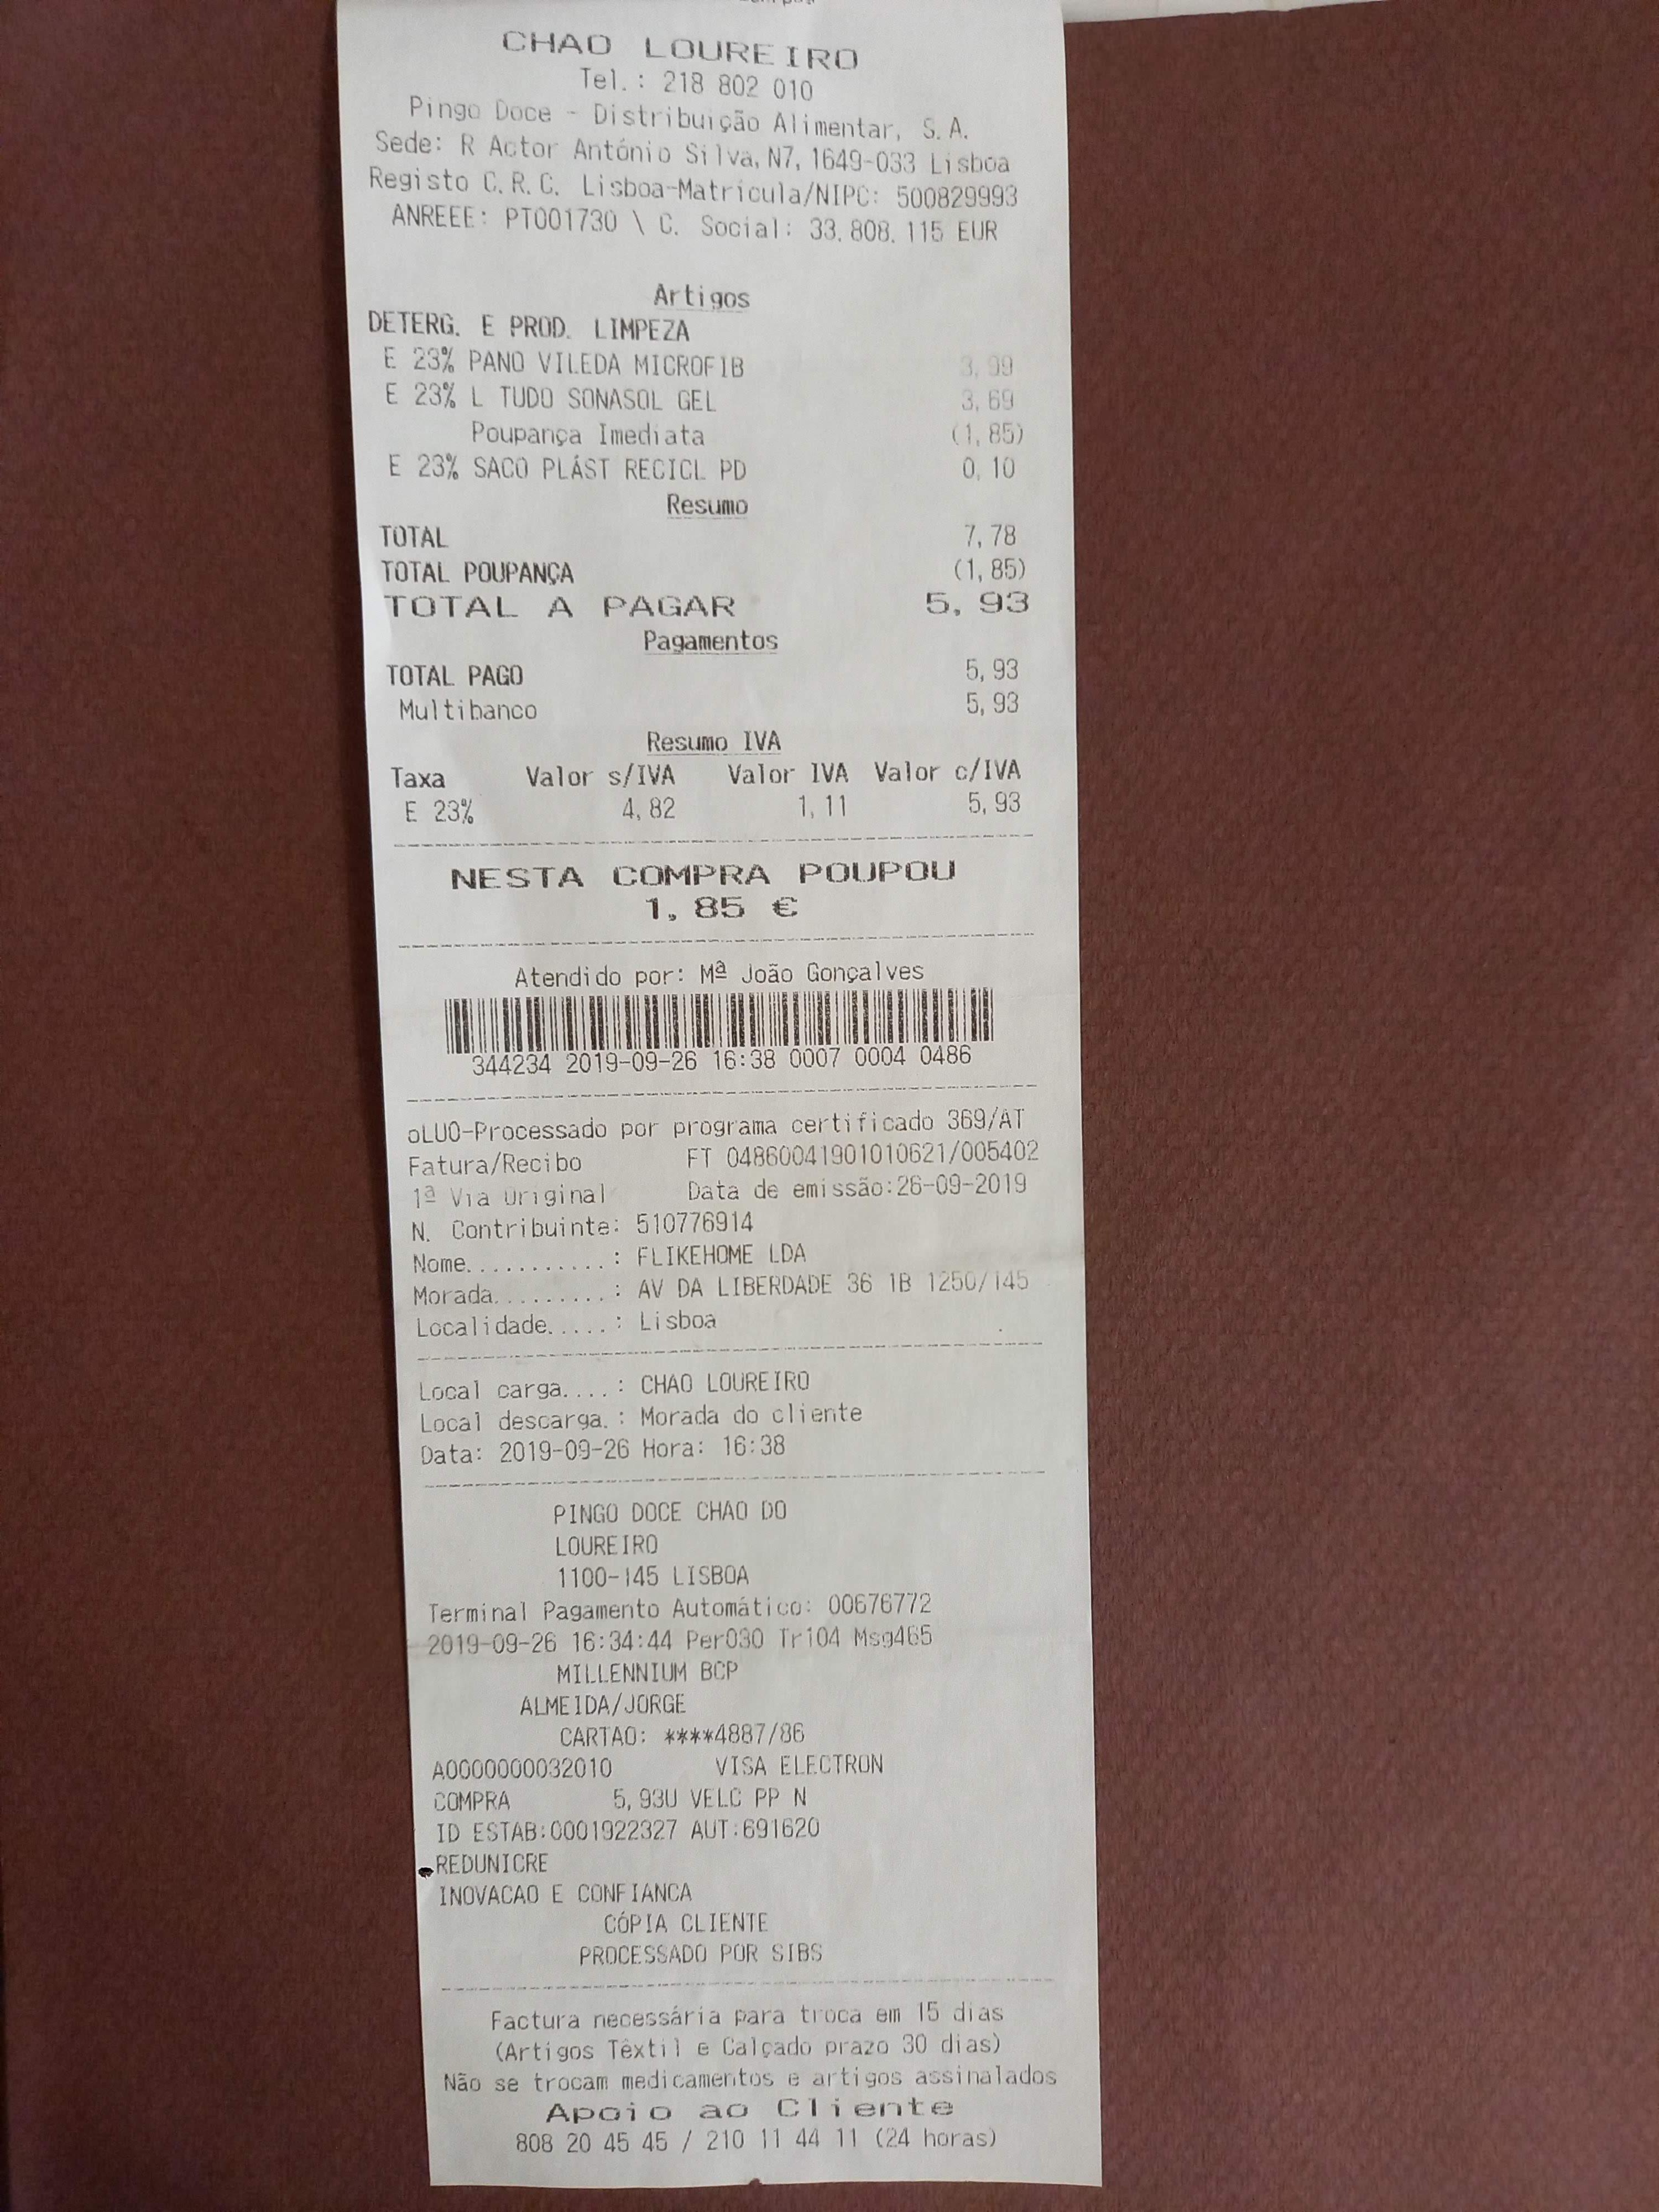 CHAO LOUREIRO
Tel.: 218 802 010
Pingo Doce - Distribuição Alimentar, S.A.
Sede: R Actor António Silva, N7, 1649-033 Lisboa
Registo C.R.C. Lisboa-Matricula/NIPC: 500829993
ANREEE: PT001730 \ C. Social: 33.808.115 EUR
Artigos
DETERG. E PROD. LIMPEZA
E 23% PANO VILEDA MICROFIB 3,99
E 23% L TUDO SONASOL GEL 3,69
Poupança Imediata (1,85)
E 23% SACO PLÁST RECICL PD 0,10
Resumo
TOTAL 7,78
TOTAL POUPANÇA (1,85)
TOTAL A PAGAR 5,93
Pagamentos
TOTAL PAGO 5,93
Multibanco 5,93
Resumo IVA
Taxa Valor s/IVA Valor IVA Valor c/IVA
E 23% 4,82 1,11 5,93
NESTA COMPRA POUPOU
1,85 €
Atendido por: Mª João Gonçalves
344234 2019-09-26 16:38 0007 0004 0486
oLUO-Processado por programa certificado 369/AT
Fatura/Recibo FT 04860041901010621/005402
1ª Via Original Data de emissão:26-09-2019
N. Contribuinte: 510776914
Nome...........: FLIKEHOME LDA
Morada.........: AV DA LIBERDADE 36 1B 1250/145
Localidade.....: Lisboa
Local carga....: CHAO LOUREIRO
Local descarga.: Morada do cliente
Data: 2019-09-26 Hora: 16:38
PINGO DOCE CHAO DO
LOUREIRO
1100-145 LISBOA
Terminal Pagamento Automático: 00676772
2019-09-26 16:34:44 Per030 Tr104 Msg465
MILLENNIUM BCP
ALMEIDA/JORGE
CARTAO: ****4887/86
A0000000032010 VISA ELECTRON
COMPRA 5,93U VELC PP N
ID ESTAB:0001922327 AUT:691620
REDUNICRE
INOVACAO E CONFIANCA
CÓPIA CLIENTE
PROCESSADO POR SIBS
Factura necessária para troca em 15 dias
(Artigos Têxtil e Calçado prazo 30 dias)
Não se trocam medicamentos e artigos assinalados
Apoio ao Cliente
808 20 45 45 / 210 11 44 11 (24 horas)